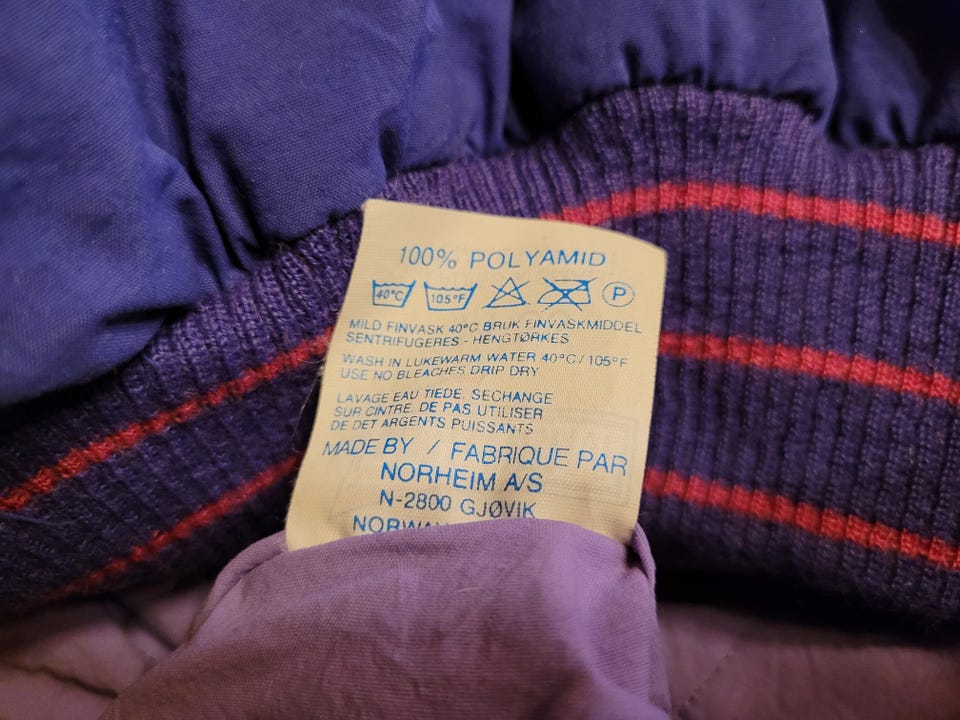 100% POLYAMID
40°C 105°F P
MILD FINVASK 40°C BRUK FINVASKMIDDEL
SENTRIFUGERES - HENGTØRKES
WASH IN LUKEWARM WATER 40°C/105°F
USE NO BLEACHES DRIP DRY
LAVAGE EAU TIEDE, SECHANGE
SUR CINTRE. DE PAS UTILISER
DE DET ARGENTS PUISSANTS
MADE BY / FABRIQUE PAR
NORHEIM A/S
N-2800 GJØVIK
NORWAY